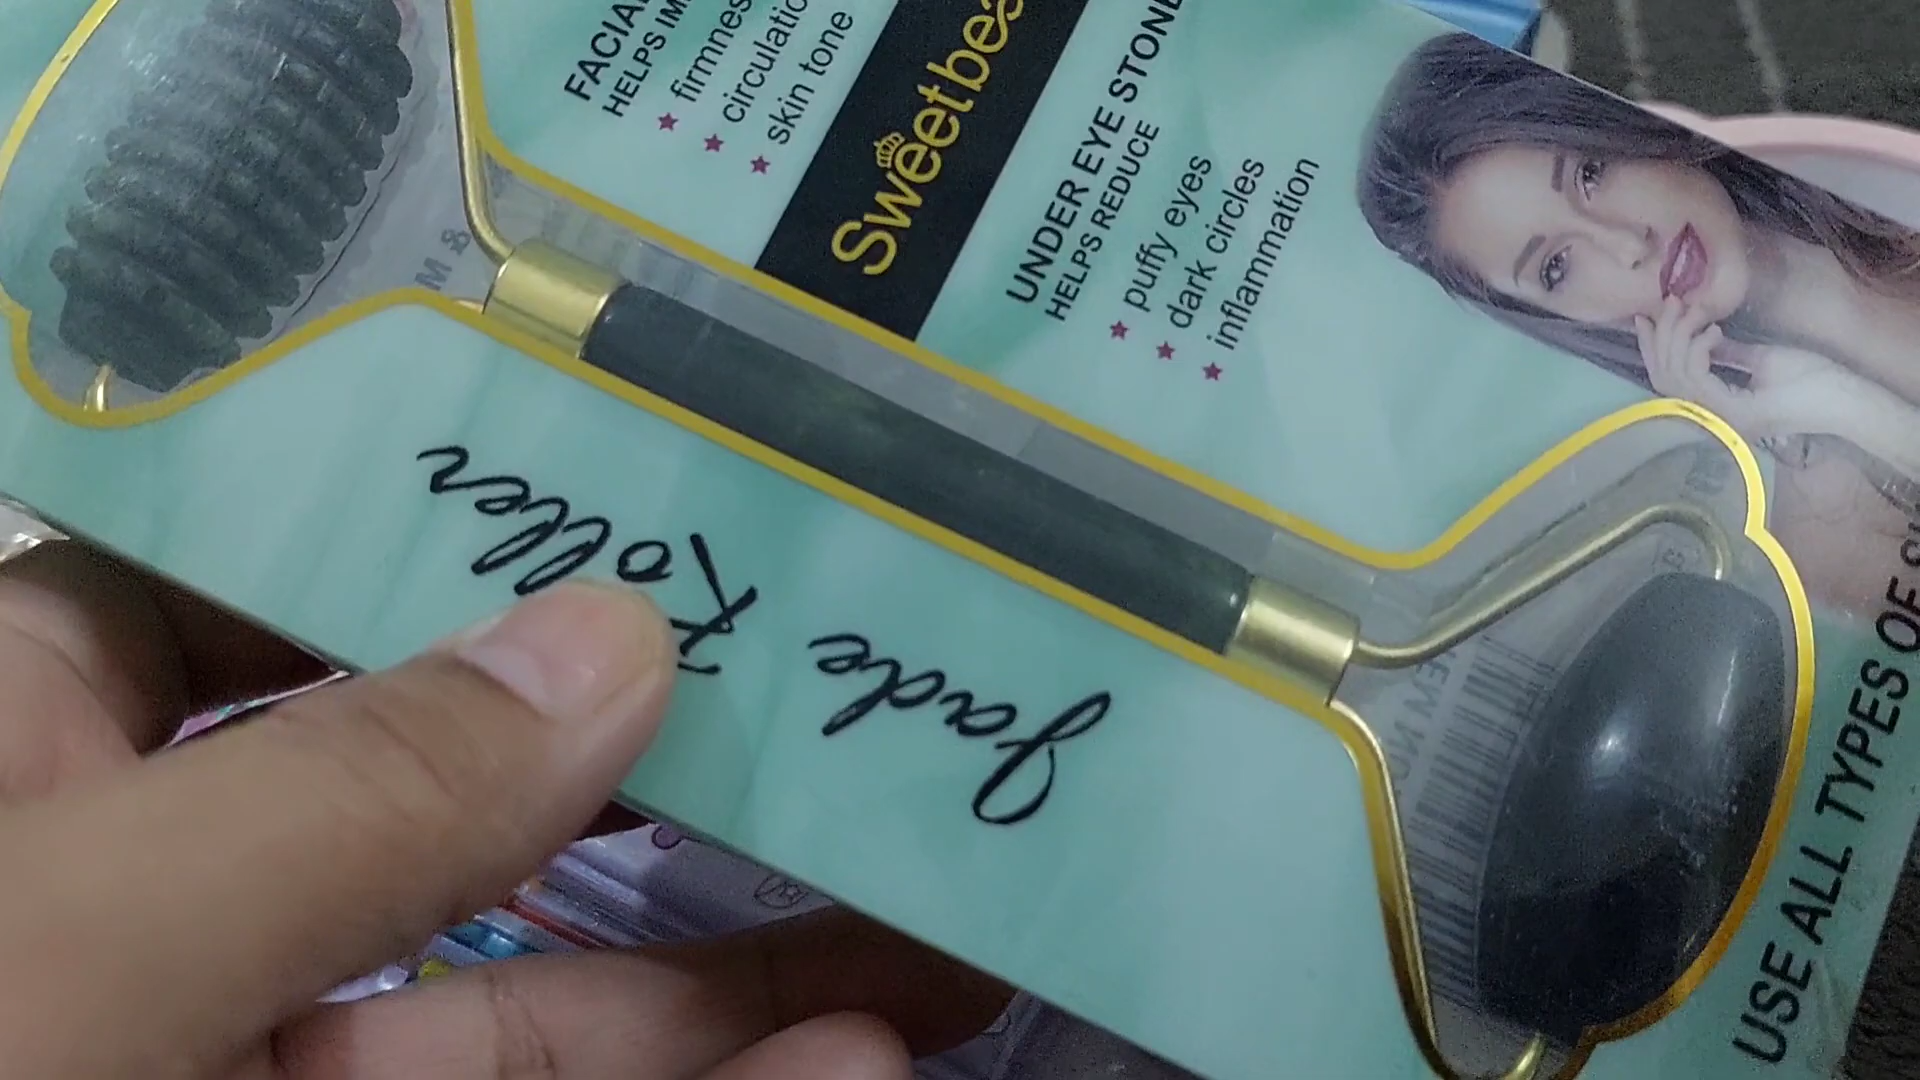 FACIAL
HELPS IM
firmness
circulatio
skin tone
Sweetbea
UNDER EYE STONE
HELPS REDUCE
puffy eyes
dark circles
inflammation
Jade Roller
USE ALL TYPES OF